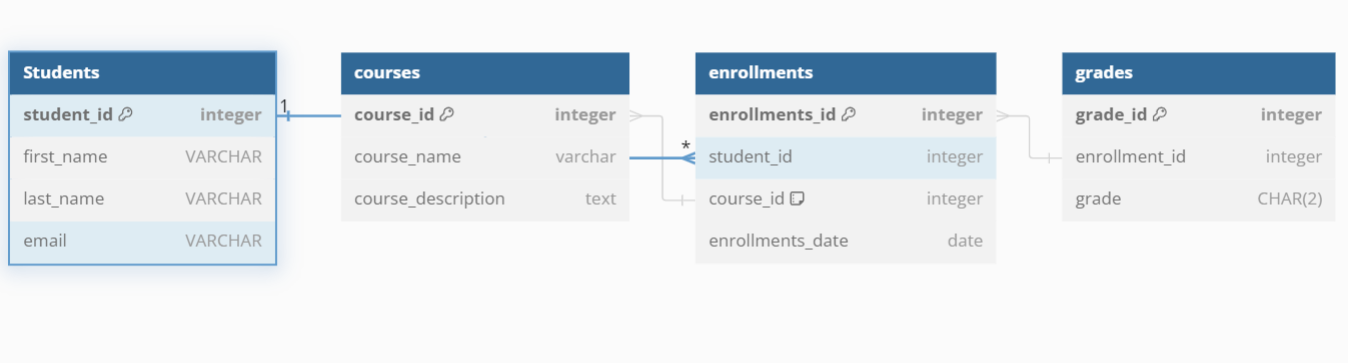 Students
student_id integer
first_name VARCHAR
last_name VARCHAR
email VARCHAR
1
courses
course_id integer
course_name varchar
course_description text
*
enrollments
enrollments_id integer
student_id integer
course_id integer
enrollments_date date
grades
grade_id integer
enrollment_id integer
grade CHAR(2)